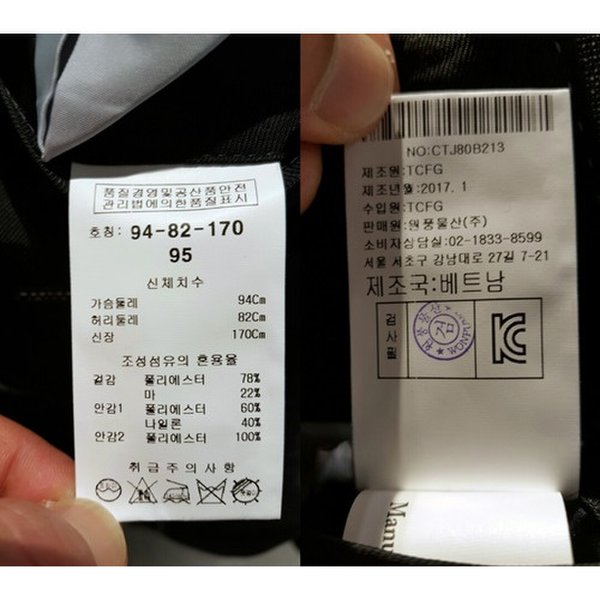 품질경영및공산품안전
관리법에의한품질표시
호칭: 94-82-170
95
신체치수
가슴둘레 94Cm
허리둘레 82Cm
신장 170Cm
조성섬유의 혼용율
겉감 폴리에스터 78%
마 22%
안감1 폴리에스터 60%
나일론 40%
안감2 폴리에스터 100%
취급주의사항
NO:CTJ80B213
제조원:TCFG
제조년월:2017. 1
수입원:TCFG
판매원:원풍물산(주)
소비자상담실:02-1833-8599
서울 서초구 강남대로 27길 7-21
제조국:베트남
검사필
Manu